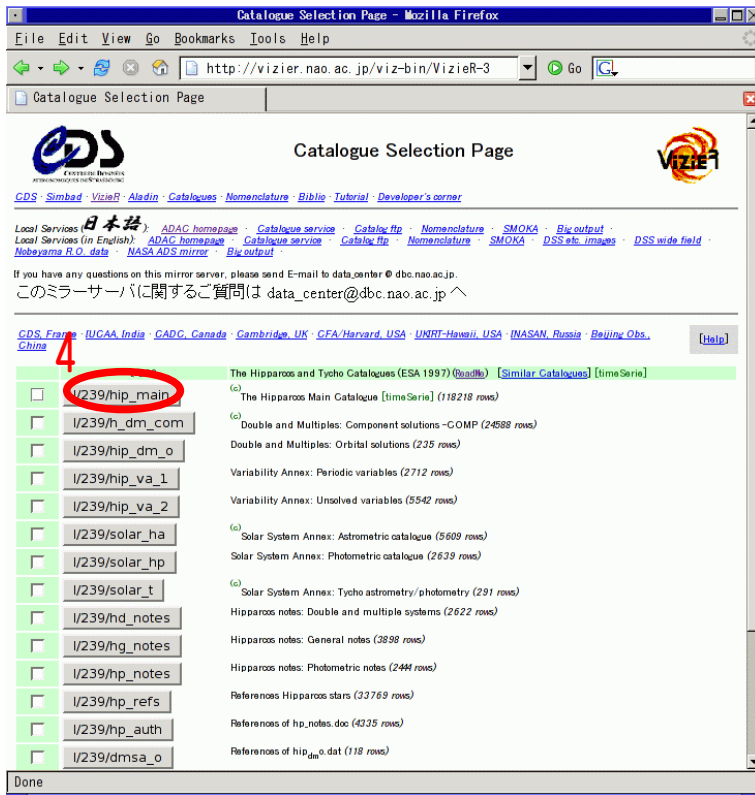 Catalogue Selection Page - Mozilla Firefox
File Edit View Go Bookmarks Tools Help
http://vizier.nao.ac.jp/viz-bin/VizieR-3 Go G
Catalogue Selection Page
CDS
CENTRE DE DONNÉES
ASTRONOMIQUES DE STRASBOURG
Catalogue Selection Page
VizieR
CDS · Simbad · VizieR · Aladin · Catalogues · Nomenclature · Biblio · Tutorial · Developer's corner
Local Services (日本語): ADAC homepage · Catalogue service · Catalog ftp · Nomenclature · SMOKA · Big output ·
Local Services (in English): ADAC homepage · Catalogue service · Catalog ftp · Nomenclature · SMOKA · DSS etc. images · DSS wide field ·
Nobeyama R.O. data · NASA ADS mirror · Big output ·
If you have any questions on this mirror server, please send E-mail to data_center @ dbc.nao.ac.jp.
このミラーサーバに関するご質問は data_center@dbc.nao.ac.jp へ
CDS, France · IUCAA, India · CADC, Canada · Cambridge, UK · CFA/Harvard, USA · UKIRT-Hawaii, USA · INASAN, Russia · Beijing Obs.,
China
[Help]
4
The Hipparcos and Tycho Catalogues (ESA 1997) (ReadMe) [Similar Catalogues] [timeSerie]
I/239/hip_main (c) The Hipparcos Main Catalogue [timeSerie] (118218 rows)
I/239/h_dm_com (c) Double and Multiples: Component solutions -COMP (24588 rows)
I/239/hip_dm_o Double and Multiples: Orbital solutions (235 rows)
I/239/hip_va_1 Variability Annex: Periodic variables (2712 rows)
I/239/hip_va_2 Variability Annex: Unsolved variables (5542 rows)
I/239/solar_ha (c) Solar System Annex: Astrometric catalogue (5609 rows)
I/239/solar_hp Solar System Annex: Photometric catalogue (2639 rows)
I/239/solar_t (c) Solar System Annex: Tycho astrometry/photometry (291 rows)
I/239/hd_notes Hipparcos notes: Double and multiple systems (2622 rows)
I/239/hg_notes Hipparcos notes: General notes (3898 rows)
I/239/hp_notes Hipparcos notes: Photometric notes (2444 rows)
I/239/hp_refs References Hipparcos stars (33769 rows)
I/239/hp_auth References of hp_notes.doc (4335 rows)
I/239/dmsa_o References of hip_dm o.dat (118 rows)
Done